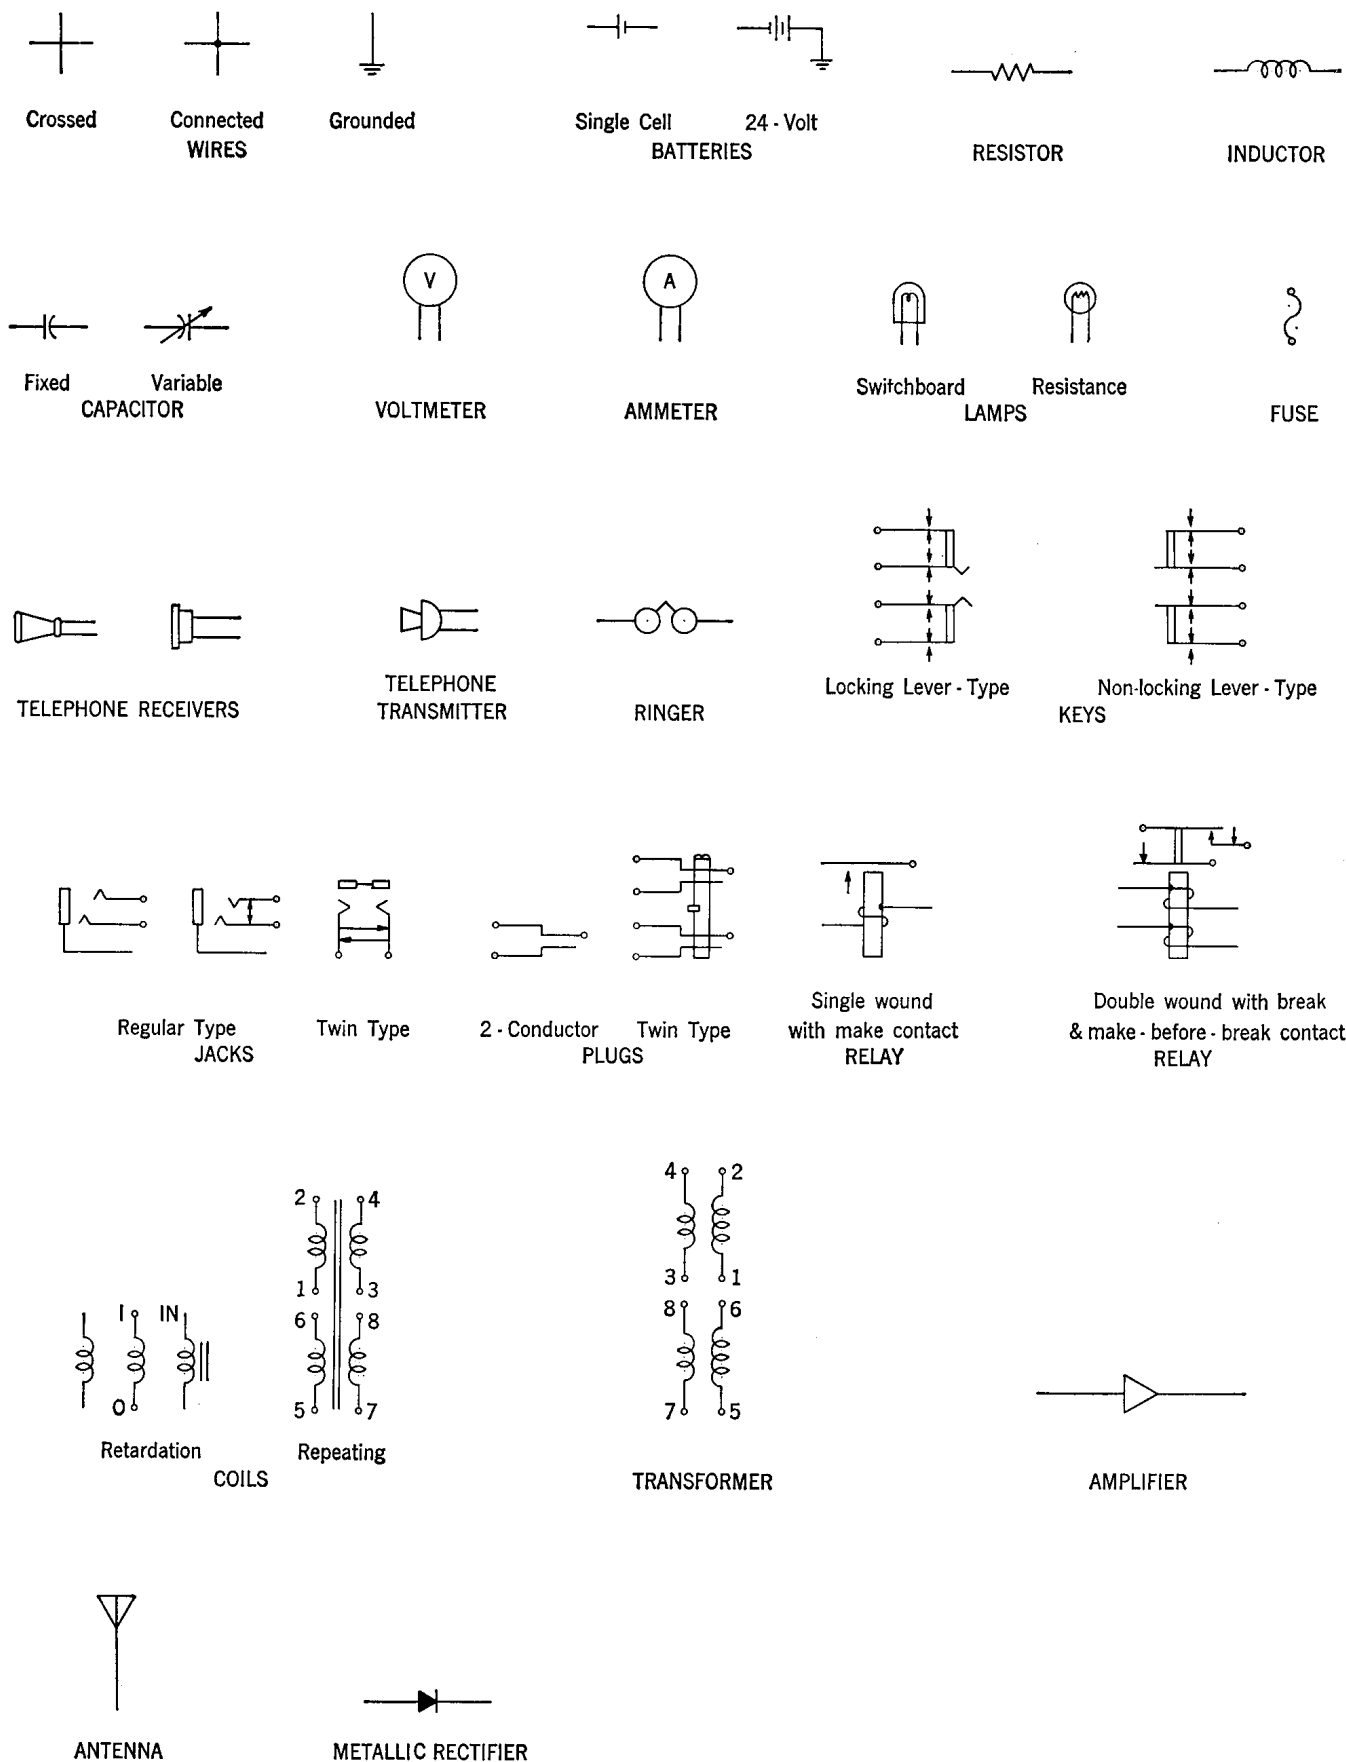 Crossed Connected Grounded
WIRES
Single Cell 24 - Volt
BATTERIES
RESISTOR
INDUCTOR
V
A
Fixed Variable
CAPACITOR
VOLTMETER
AMMETER
Switchboard Resistance
LAMPS
FUSE
TELEPHONE RECEIVERS
TELEPHONE
TRANSMITTER
RINGER
Locking Lever - Type Non-locking Lever - Type
KEYS
Regular Type Twin Type
JACKS
2 - Conductor Twin Type
PLUGS
Single wound
with make contact
RELAY
Double wound with break
& make - before - break contact
RELAY
I IN
O
2 4
1 3
6 8
5 7
Retardation Repeating
COILS
4 2
3 1
8 6
7 5
TRANSFORMER
AMPLIFIER
ANTENNA
METALLIC RECTIFIER